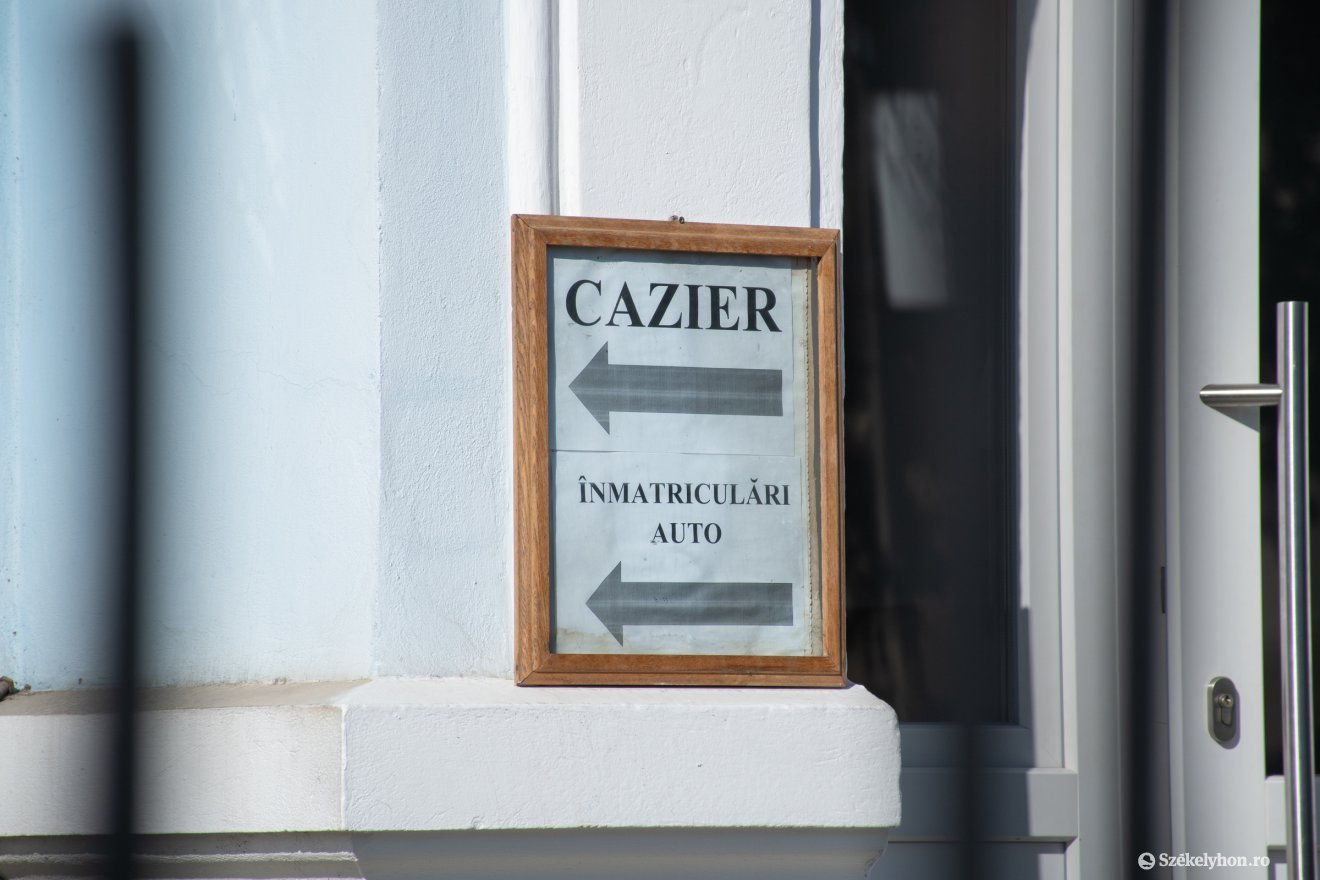 CAZIER
ÎNMATRICULĂRI
AUTO
Székelyhon.ro